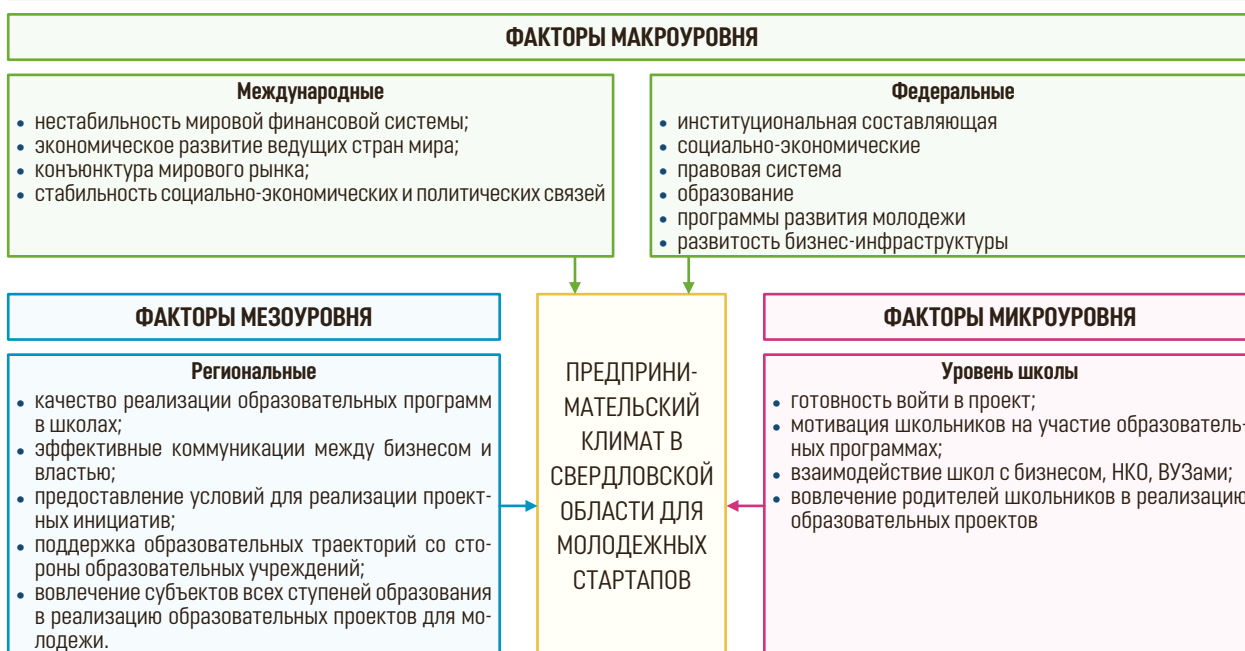 ФАКТОРЫ МАКРОУРОВНЯ
Международные
• нестабильность мировой финансовой системы;
• экономическое развитие ведущих стран мира;
• конъюнктура мирового рынка;
• стабильность социально-экономических и политических связей
Федеральные
• институциональная составляющая
• социально-экономические
• правовая система
• образование
• программы развития молодежи
• развитость бизнес-инфраструктуры
ФАКТОРЫ МЕЗОУРОВНЯ
Региональные
• качество реализации образовательных программ
в школах;
• эффективные коммуникации между бизнесом и
властью;
• предоставление условий для реализации проект-
ных инициатив;
• поддержка образовательных траекторий со сто-
роны образовательных учреждений;
• вовлечение субъектов всех ступеней образования
в реализацию образовательных проектов для мо-
лодежи.
ПРЕДПРИНИ-
МАТЕЛЬСКИЙ
КЛИМАТ В
СВЕРДЛОВСКОЙ
ОБЛАСТИ ДЛЯ
МОЛОДЕЖНЫХ
СТАРТАПОВ
ФАКТОРЫ МИКРОУРОВНЯ
Уровень школы
• готовность войти в проект;
• мотивация школьников на участие образователь-
ных программах;
• взаимодействие школ с бизнесом, НКО, ВУЗами;
• вовлечение родителей школьников в реализацию
образовательных проектов